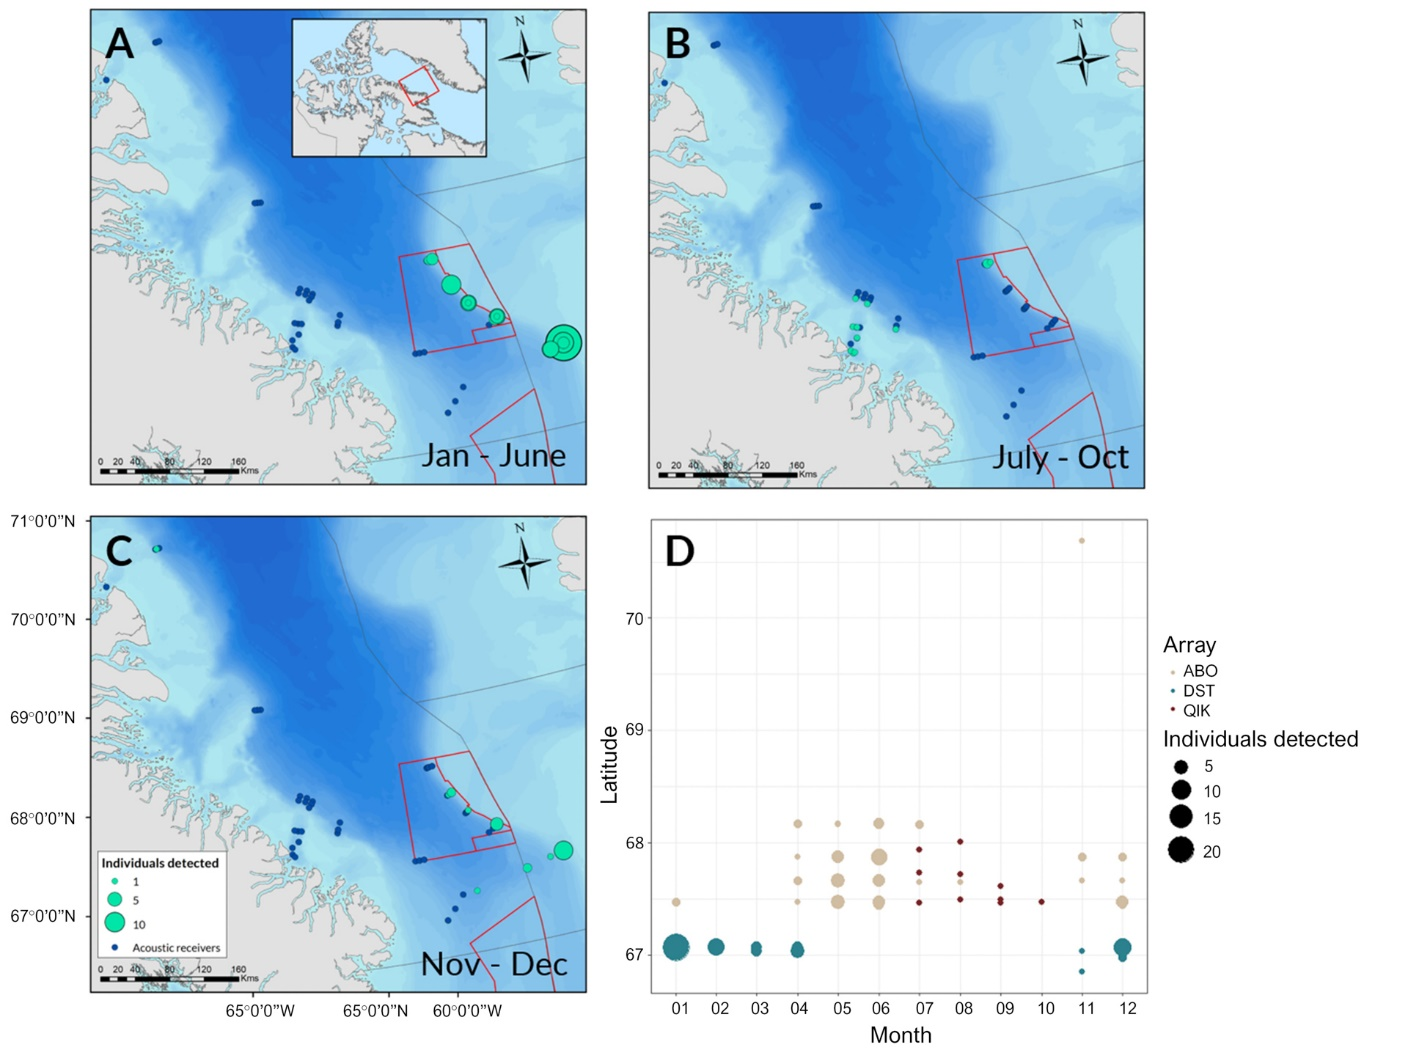 A
N
Jan - June
0 20 40 80 120 160
Kms
B
N
July - Oct
0 20 40 80 120 160
Kms
71°0'0"N
70°0'0"N
69°0'0"N
68°0'0"N
67°0'0"N
C
N
Individuals detected
1
5
10
Acoustic receivers
0 20 40 80 120 160
Kms
Nov - Dec
65°0'0"W 65°0'0"N 60°0'0"W
D
Latitude
70
69
68
67
01 02 03 04 05 06 07 08 09 10 11 12
Month
Array
ABO
DST
QIK
Individuals detected
5
10
15
20